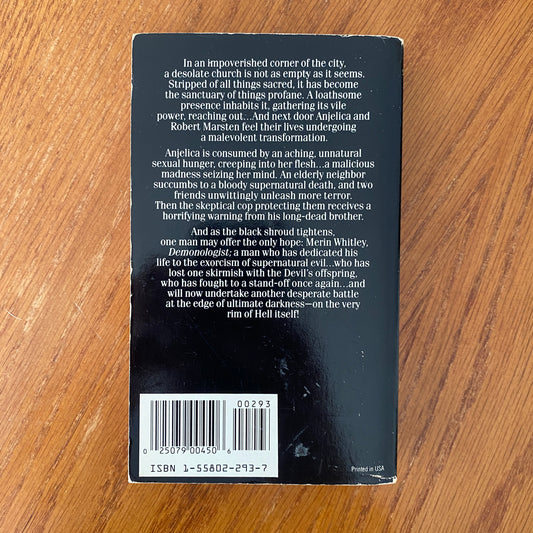 In an impoverished corner of the city,
a desolate church is not as empty as it seems.
Stripped of all things sacred, it has become
the sanctuary of things profane. A loathsome
presence inhabits it, gathering its vile
power, reaching out...And next door Anjelica and
Robert Marsten feel their lives undergoing
a malevolent transformation.
Anjelica is consumed by an aching, unnatural
sexual hunger, creeping into her flesh...a malicious
madness seizing her mind. An elderly neighbor
succumbs to a bloody supernatural death, and two
friends unwittingly unleash more terror.
Then the skeptical cop protecting them receives a
horrifying warning from his long-dead brother.
And as the black shroud tightens,
one man may offer the only hope: Merin Whitley,
Demonologist; a man who has dedicated his
life to the exorcism of supernatural evil...who has
lost one skirmish with the Devil's offspring,
who has fought to a stand-off once again...and
will now undertake another desperate battle
at the edge of ultimate darkness—on the very
rim of Hell itself!
00293
0 25079 00450 6
ISBN 1-55802-293-7
Printed in USA